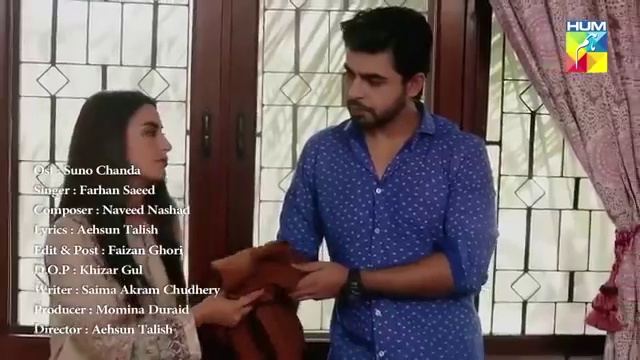 HUM
Ost : Suno Chanda
Singer : Farhan Saeed
Composer : Naveed Nashad
Lyrics : Aehsun Talish
Edit & Post : Faizan Ghori
D.O.P : Khizar Gul
Writer : Saima Akram Chudhery
Producer : Momina Duraid
Director : Aehsun Talish